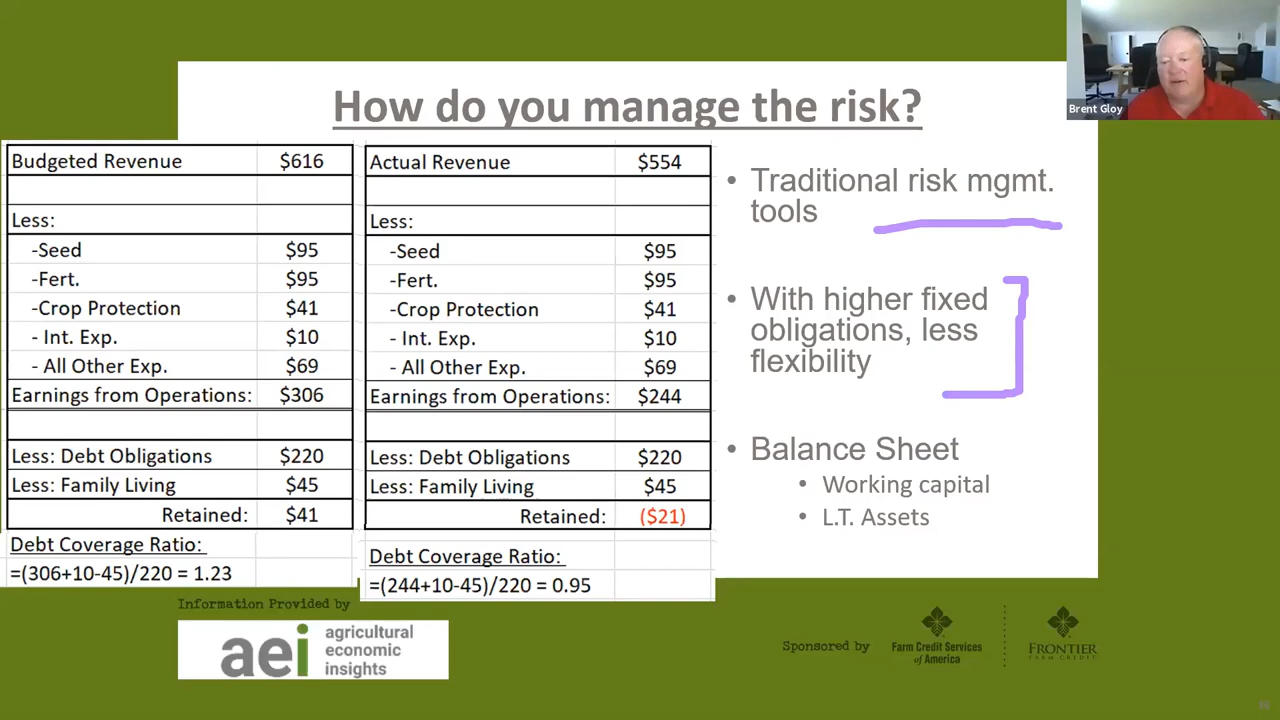 How do you manage the risk?
Brent Gloy
Budgeted Revenue $616
Less:
-Seed $95
-Fert. $95
-Crop Protection $41
- Int. Exp. $10
- All Other Exp. $69
Earnings from Operations: $306
Less: Debt Obligations $220
Less: Family Living $45
Retained: $41
Debt Coverage Ratio:
=(306+10-45)/220 = 1.23
Actual Revenue $554
Less:
-Seed $95
-Fert. $95
-Crop Protection $41
- Int. Exp. $10
- All Other Exp. $69
Earnings from Operations: $244
Less: Debt Obligations $220
Less: Family Living $45
Retained: ($21)
Debt Coverage Ratio:
=(244+10-45)/220 = 0.95
• Traditional risk mgmt.
tools
• With higher fixed
obligations, less
flexibility
• Balance Sheet
• Working capital
• L.T. Assets
Information Provided by
aei agricultural
economic
insights
Sponsored by
Farm Credit Services
of America
FRONTIER
FARM CREDIT